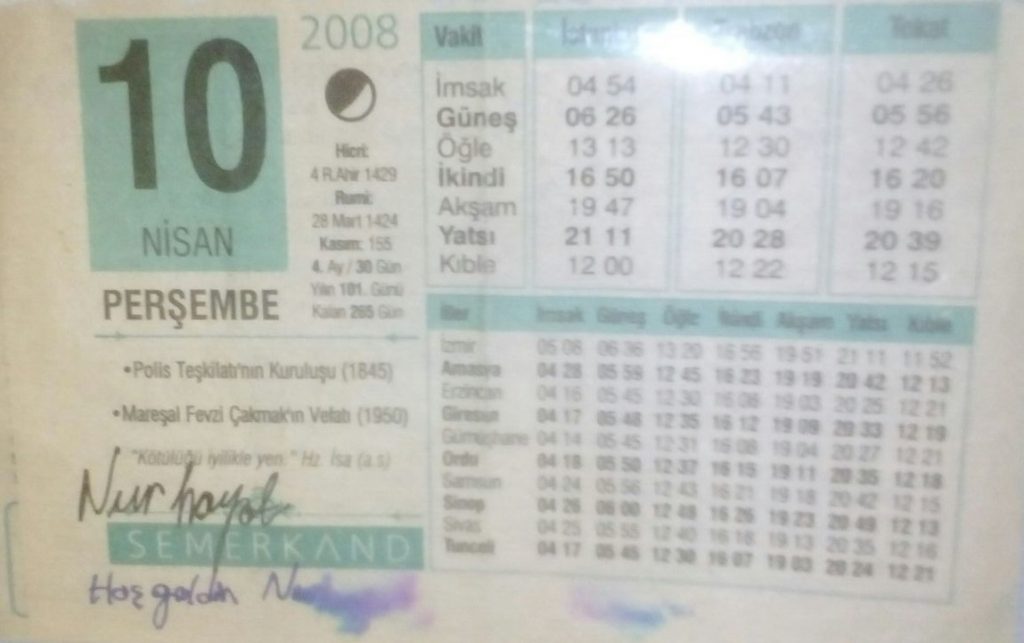 10
NİSAN
PERŞEMBE
2008
Hicri:
4 R.Ahir 1429
Rumi:
28 Mart 1424
Kasım: 155
4. Ay / 30 Gün
Yılın 101. Günü
Kalan 265 Gün
•Polis Teşkilatı'nın Kuruluşu (1845)
•Mareşal Fevzi Çakmak'ın Vefatı (1950)
"Kötülüğü iyilikle yen." Hz. İsa (a.s)
Nur hayat
SEMERKAND
Hoş geldin Nur
Vakit İstanbul Trabzon Tokat
İmsak 04 54 04 11 04 26
Güneş 06 26 05 43 05 56
Öğle 13 13 12 30 12 42
İkindi 16 50 16 07 16 20
Akşam 19 47 19 04 19 16
Yatsı 21 11 20 28 20 39
Kıble 12 00 12 22 12 15
İller İmsak Güneş Öğle İkindi Akşam Yatsı Kıble
İzmir 05 06 06 36 13 20 16 56 19 51 21 11 11 52
Amasya 04 28 05 59 12 45 16 23 19 19 20 42 12 13
Erzincan 04 16 05 45 12 30 16 06 19 03 20 25 12 21
Giresun 04 17 05 48 12 35 16 12 19 09 20 33 12 19
Gümüşhane 04 14 05 45 12 31 16 08 19 04 20 27 12 21
Ordu 04 18 05 50 12 37 16 15 19 11 20 35 12 18
Samsun 04 24 05 56 12 43 16 21 19 18 20 42 12 15
Sinop 04 26 06 00 12 48 16 26 19 23 20 49 12 13
Sivas 04 25 05 55 12 40 16 18 19 13 20 35 12 16
Tunceli 04 17 05 45 12 30 16 07 19 03 20 24 12 21